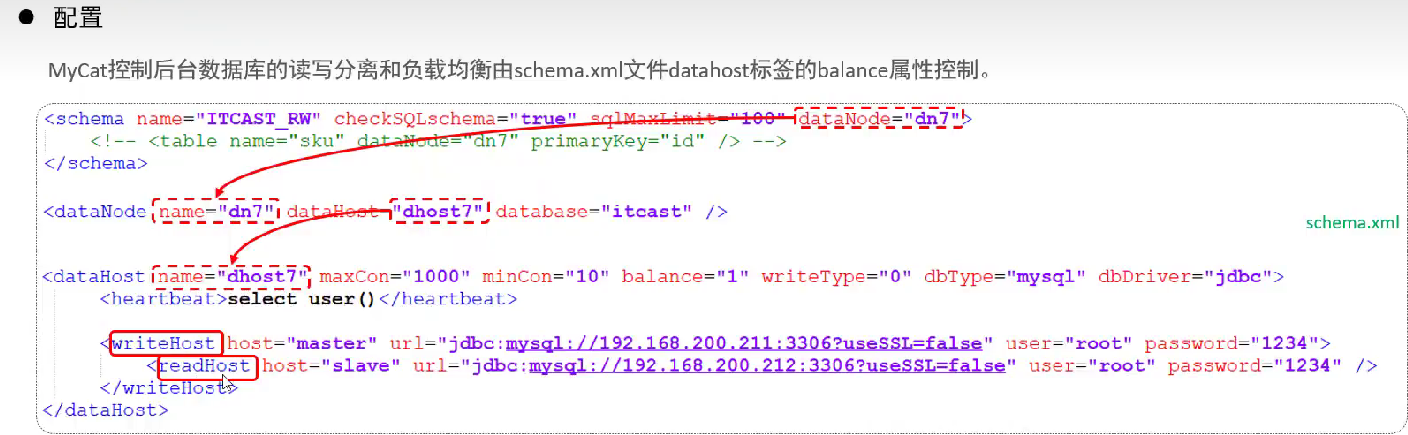 ● 配置
MyCat控制后台数据库的读写分离和负载均衡由schema.xml文件datahost标签的balance属性控制。
<schema name="ITCAST_RW" checkSQLschema="true" sqlMaxLimit="100" dataNode="dn7">
<!-- <table name="sku" dataNode="dn7" primaryKey="id" /> -->
</schema>
<dataNode name="dn7" dataHost="dhost7" database="itcast" />
schema.xml
<dataHost name="dhost7" maxCon="1000" minCon="10" balance="1" writeType="0" dbType="mysql" dbDriver="jdbc">
<heartbeat>select user()</heartbeat>
<writeHost host="master" url="jdbc:mysql://192.168.200.211:3306?useSSL=false" user="root" password="1234">
<readHost host="slave" url="jdbc:mysql://192.168.200.212:3306?useSSL=false" user="root" password="1234" />
</writeHost>
</dataHost>